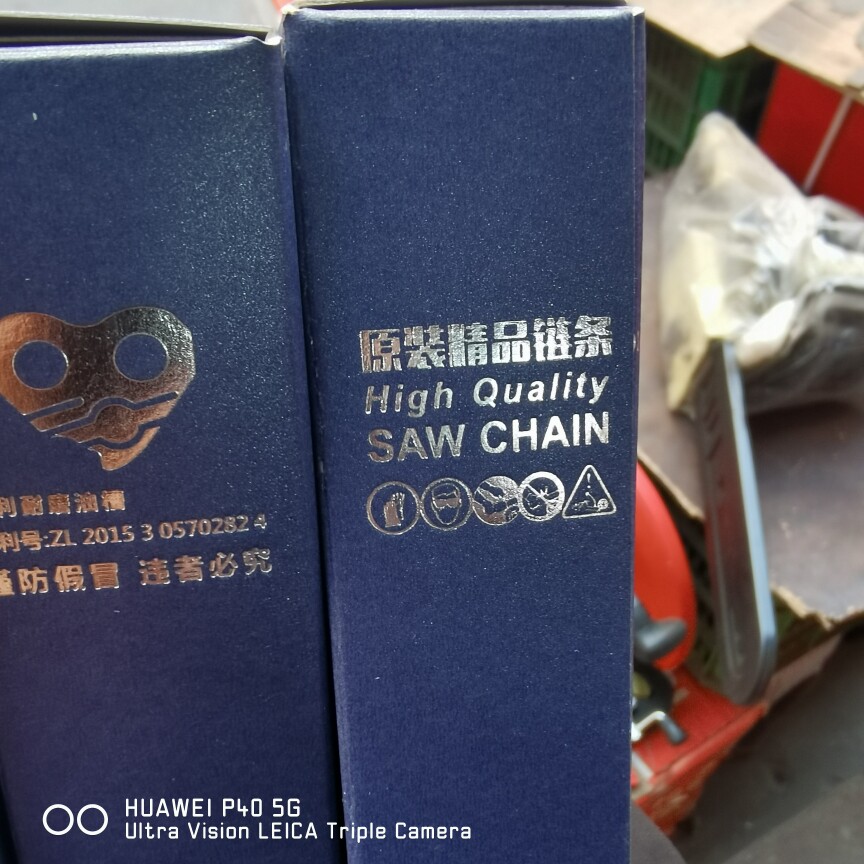 利耐磨油槽
利号:ZL 2015 3 0570282 4
谨防假冒 违者必究
原装精品链条
High Quality
SAW CHAIN
HUAWEI P40 5G
Ultra Vision LEICA Triple Camera